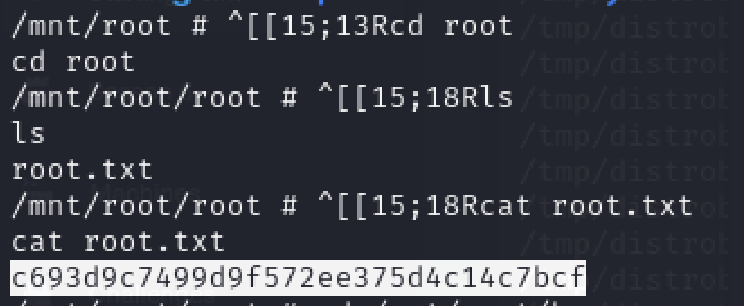 /mnt/root # ^[[15;13Rcd root
cd root
/mnt/root/root # ^[[15;18Rls
ls
root.txt
/mnt/root/root # ^[[15;18Rcat root.txt
cat root.txt
c693d9c7499d9f572ee375d4c14c7bcf